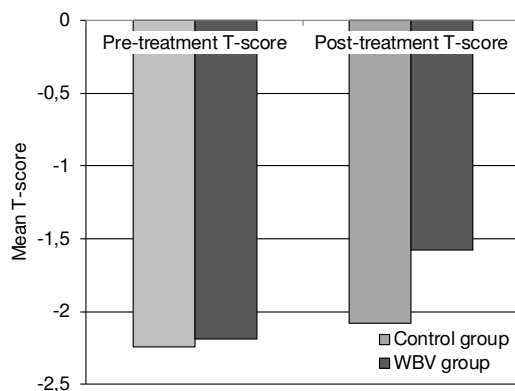 0
Pre-treatment T-score Post-treatment T-score
-0,5
-1
-1,5
-2
-2,5
Mean T-score
Control group
WBV group